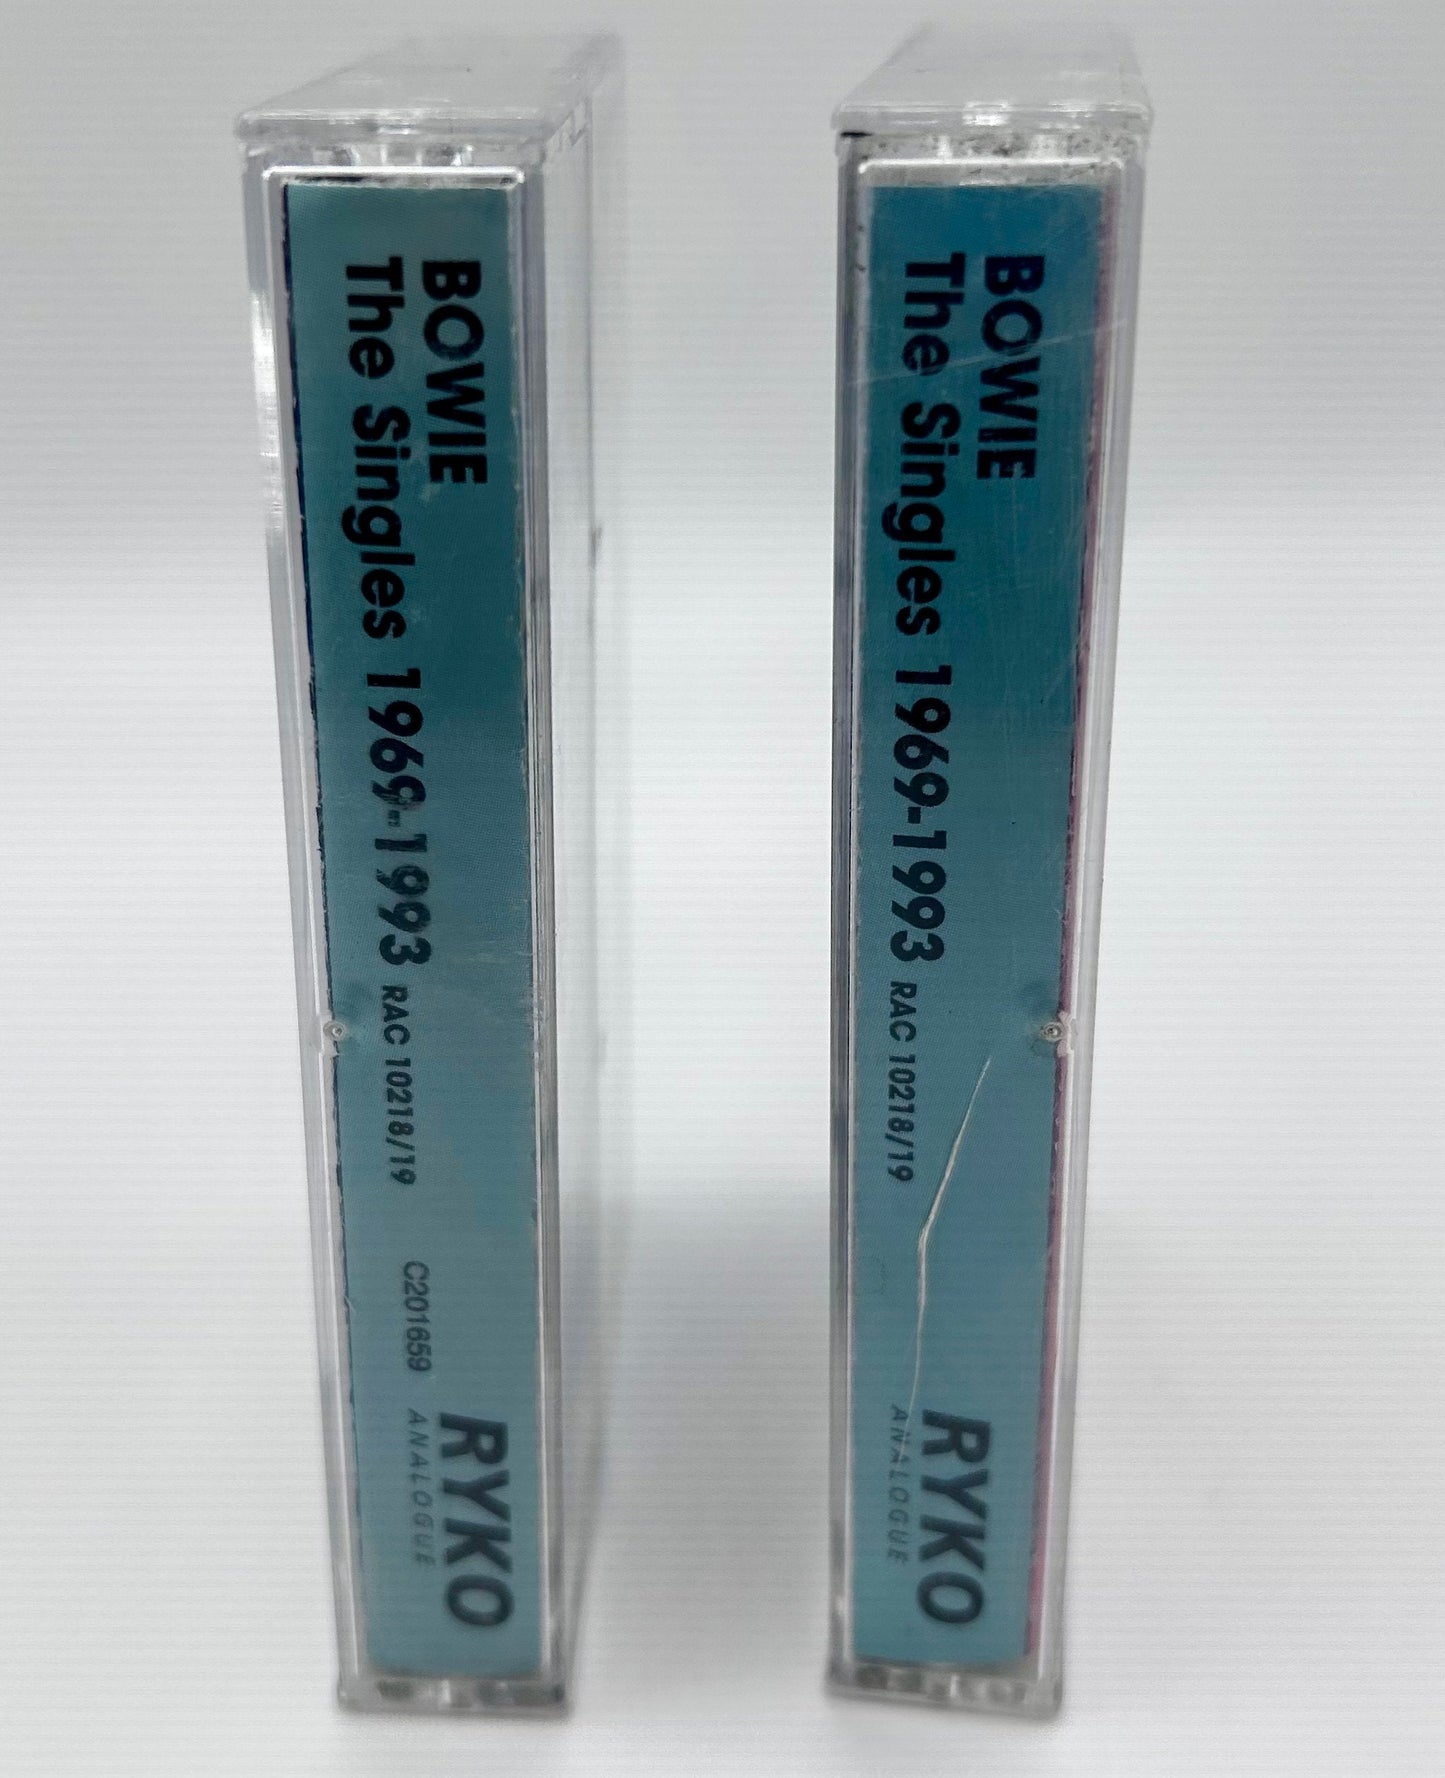 BOWIE
The Singles 1969-1993 RAC 10218/19
C201659
RYKO
ANALOGUE
BOWIE
The Singles 1969-1993 RAC 10218/19
RYKO
ANALOGUE